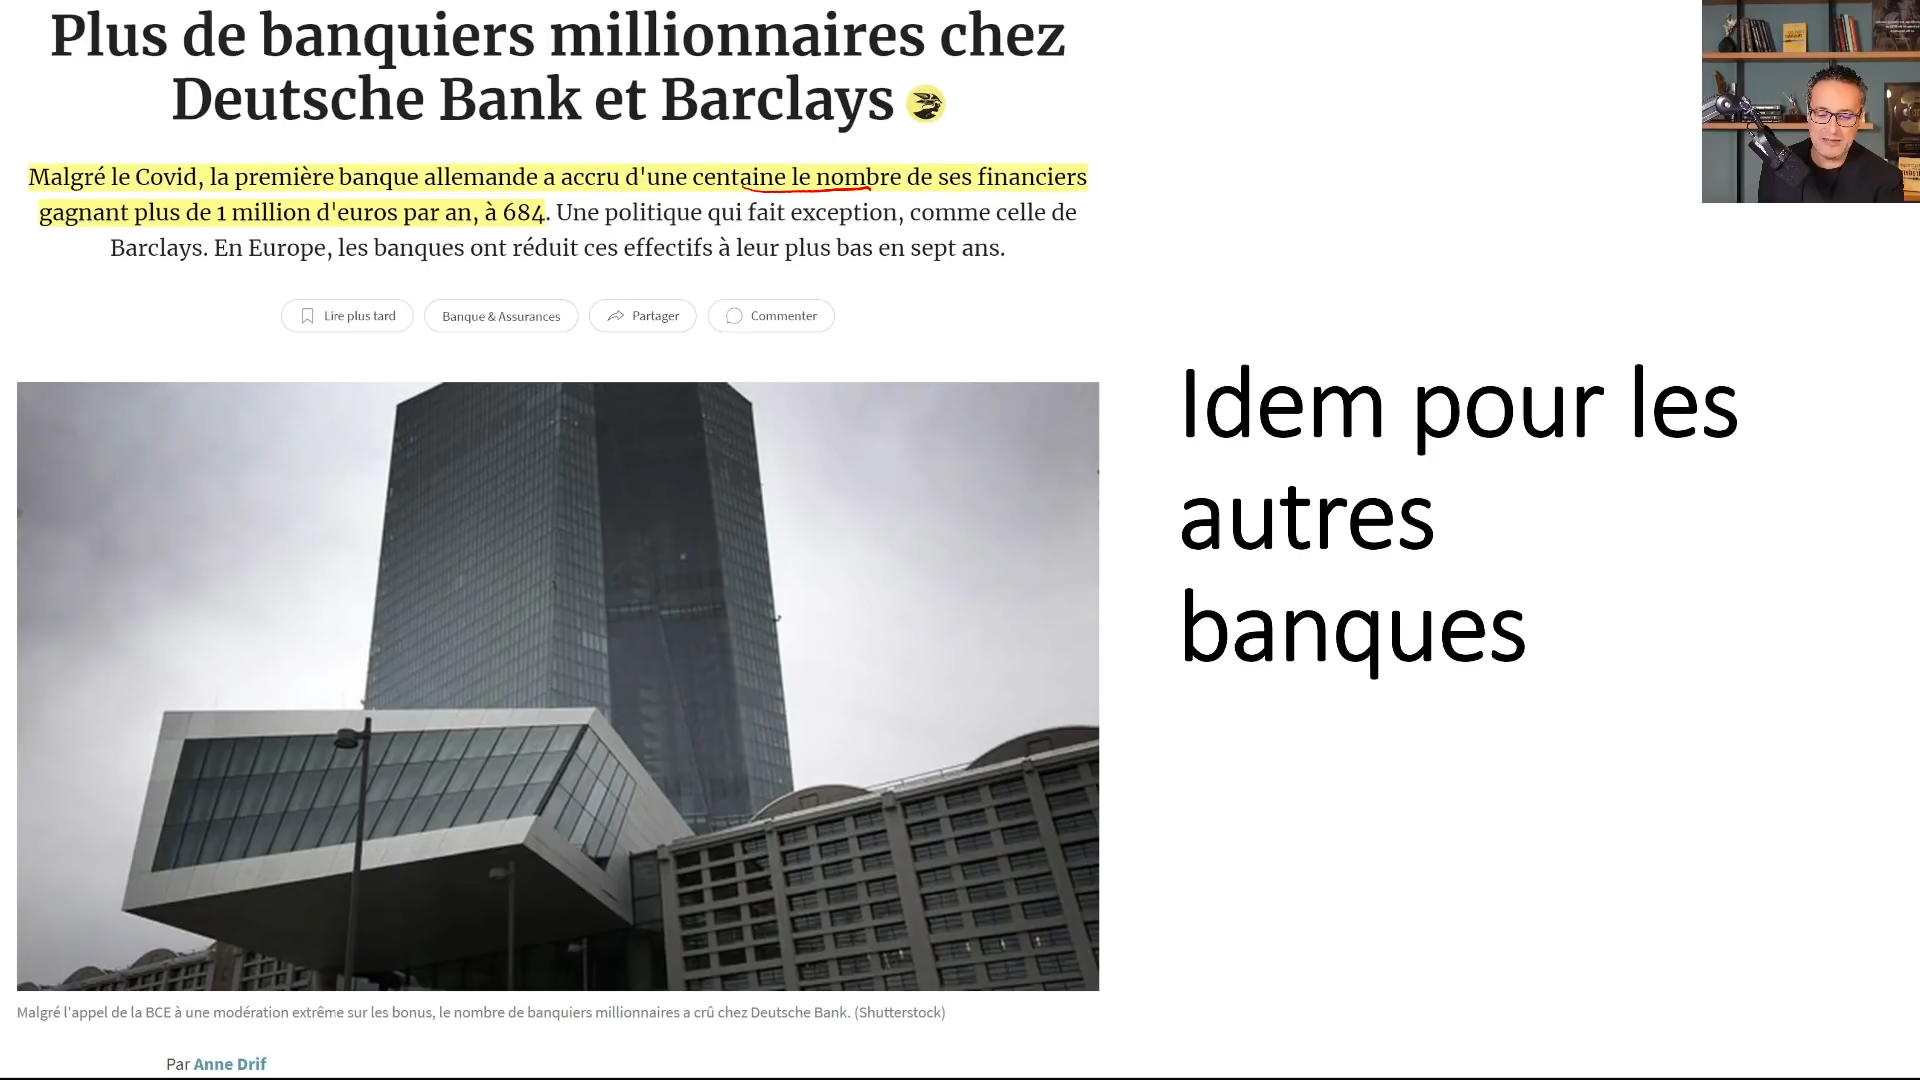 Plus de banquiers millionnaires chez
Deutsche Bank et Barclays
Malgré le Covid, la première banque allemande a accru d'une centaine le nombre de ses financiers
gagnant plus de 1 million d'euros par an, à 684. Une politique qui fait exception, comme celle de
Barclays. En Europe, les banques ont réduit ces effectifs à leur plus bas en sept ans.
Lire plus tard
Banque & Assurances
Partager
Commenter
Idem pour les
autres
banques
Malgré l'appel de la BCE à une modération extrême sur les bonus, le nombre de banquiers millionnaires a crû chez Deutsche Bank. (Shutterstock)
Par Anne Drif